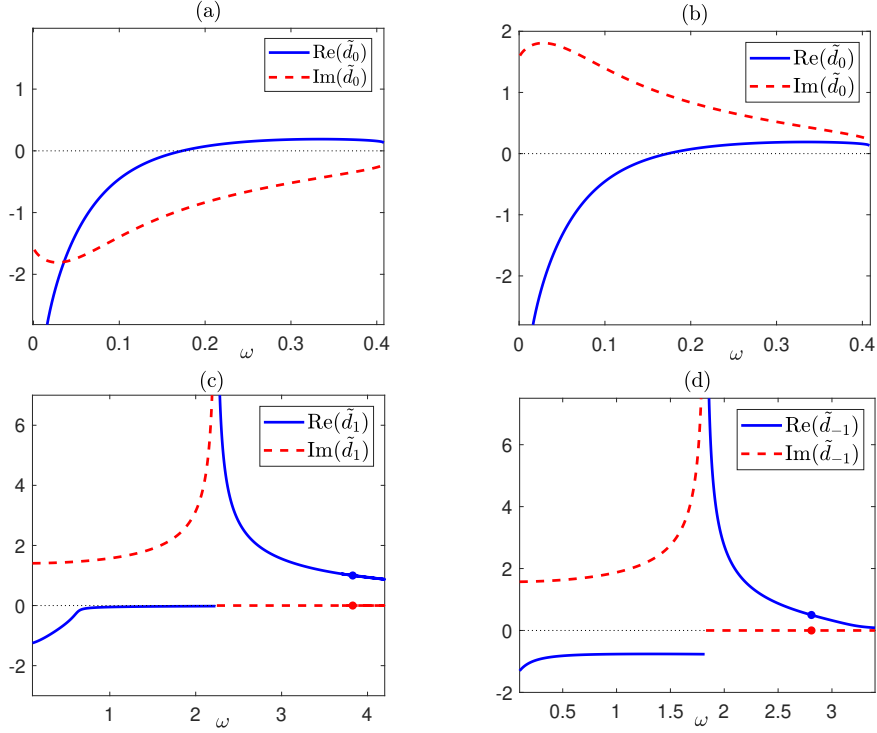 (a)
Re(d̃₀)
Im(d̃₀)
1
0
-1
-2
0 0.1 0.2 0.3 0.4
ω
(b)
Re(d̃₀)
Im(d̃₀)
2
1
0
-1
-2
0 0.1 0.2 0.3 0.4
ω
(c)
Re(d̃₁)
Im(d̃₁)
6
4
2
0
-2
1 2 3 4
ω
(d)
Re(d̃₋₁)
Im(d̃₋₁)
6
4
2
0
-2
0.5 1 1.5 2 2.5 3
ω